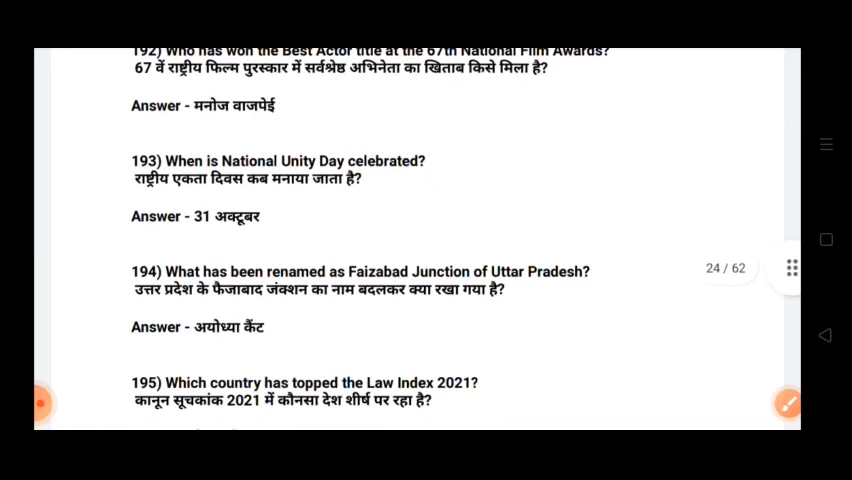 192) Who has won the Best Actor title at the 67th National Film Awards?
67 वें राष्ट्रीय फिल्म पुरस्कार में सर्वश्रेष्ठ अभिनेता का खिताब किसे मिला है?
Answer - मनोज वाजपेई
193) When is National Unity Day celebrated?
राष्ट्रीय एकता दिवस कब मनाया जाता है?
Answer - 31 अक्टूबर
194) What has been renamed as Faizabad Junction of Uttar Pradesh?
उत्तर प्रदेश के फैजाबाद जंक्शन का नाम बदलकर क्या रखा गया है?
24 / 62
Answer - अयोध्या कैंट
195) Which country has topped the Law Index 2021?
कानून सूचकांक 2021 में कौनसा देश शीर्ष पर रहा है?